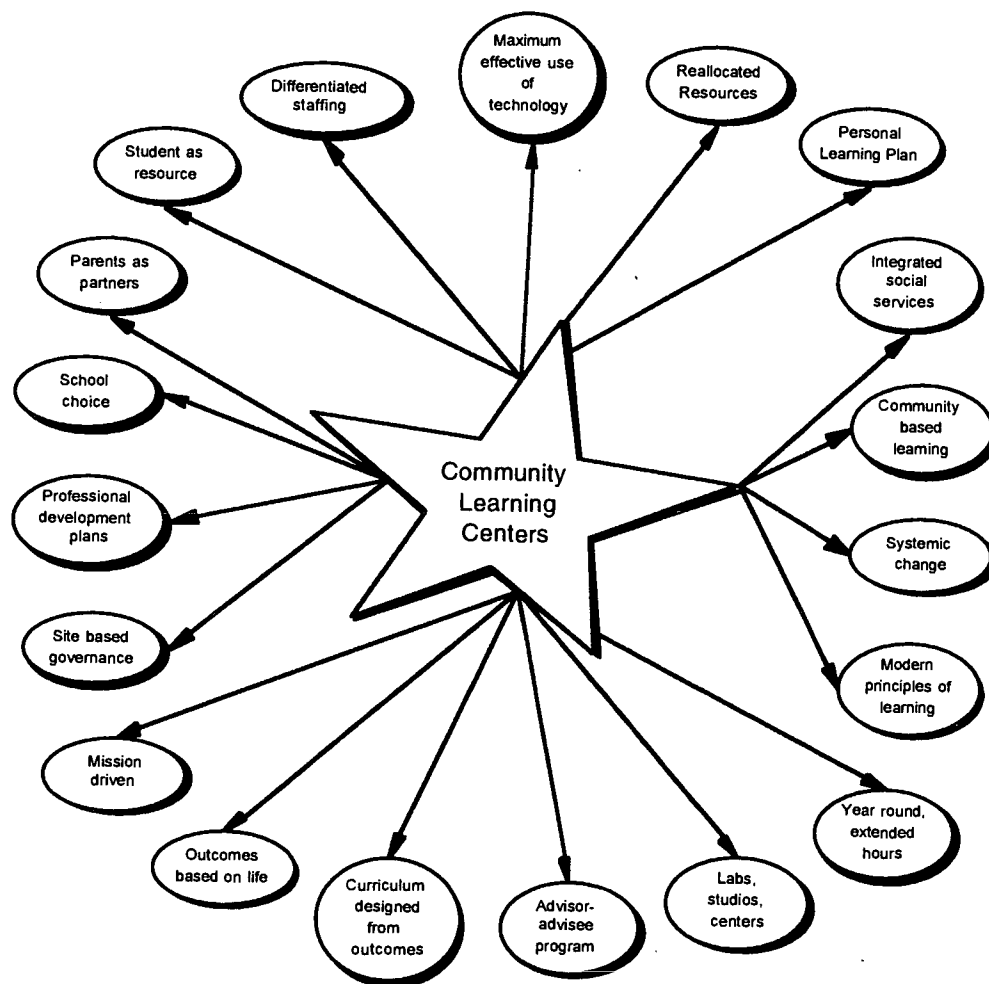 Maximum
effective use
of
technology
Reallocated
Resources
Differentiated
staffing
Personal
Learning Plan
Student as
resource
Integrated
social
services
Parents as
partners
School
choice
Community
based
learning
Community
Learning
Centers
Professional
development
plans
Systemic
change
Site based
governance
Modern
principles of
learning
Mission
driven
Year round,
extended
hours
Outcomes
based on life
Curriculum
designed
from
outcomes
Advisor-
advisee
program
Labs,
studios,
centers